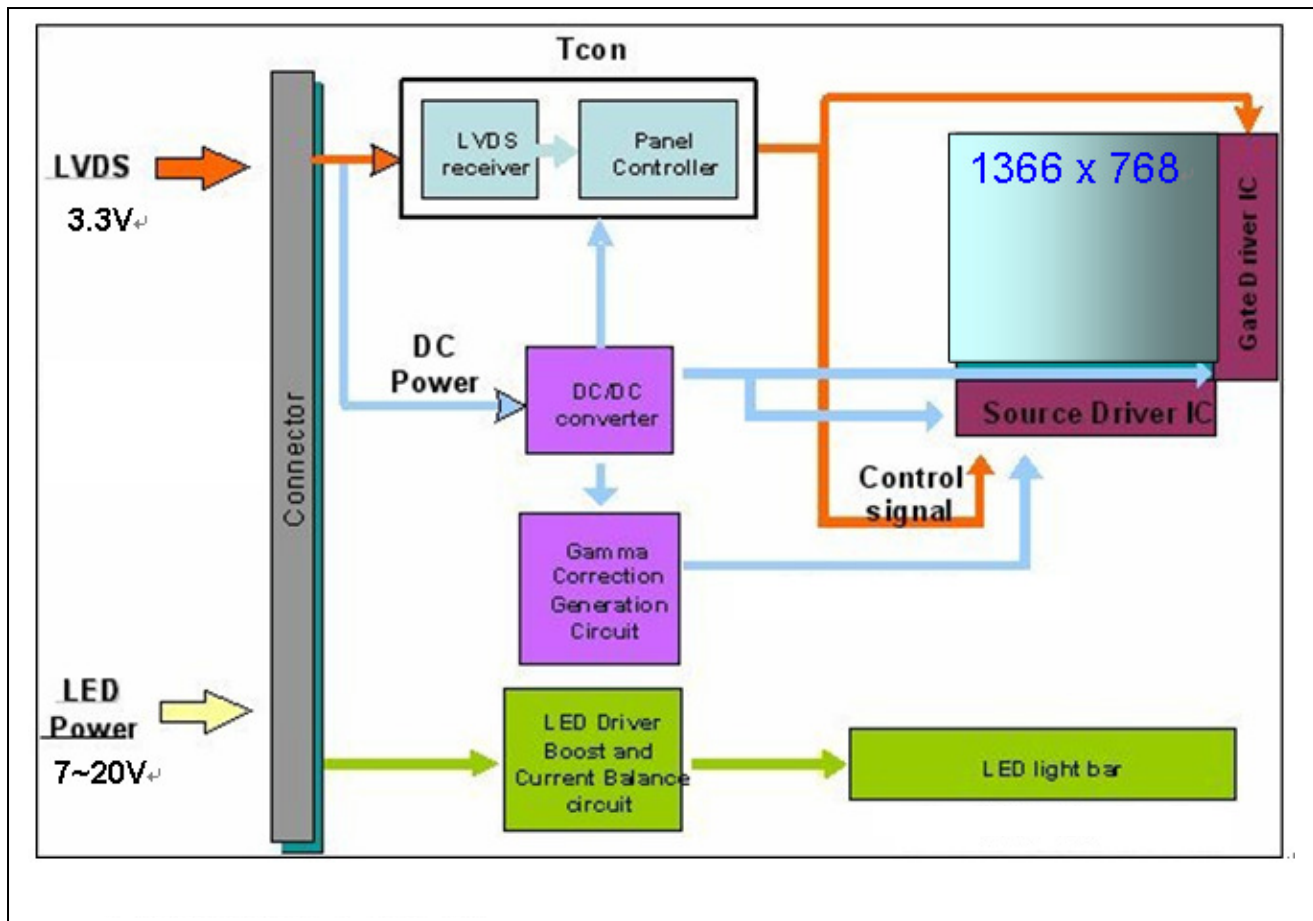 Tcon
LVDS
3.3V
LVDS
receiver
Panel
Controller
1366 x 768
Gate Driver IC
DC
Power
DC/DC
converter
Source Driver IC
Connector
Control
signal
Gamma
Correction
Generation
Circuit
LED
Power
7~20V
LED Driver
Boost and
Current Balance
circuit
LED light bar